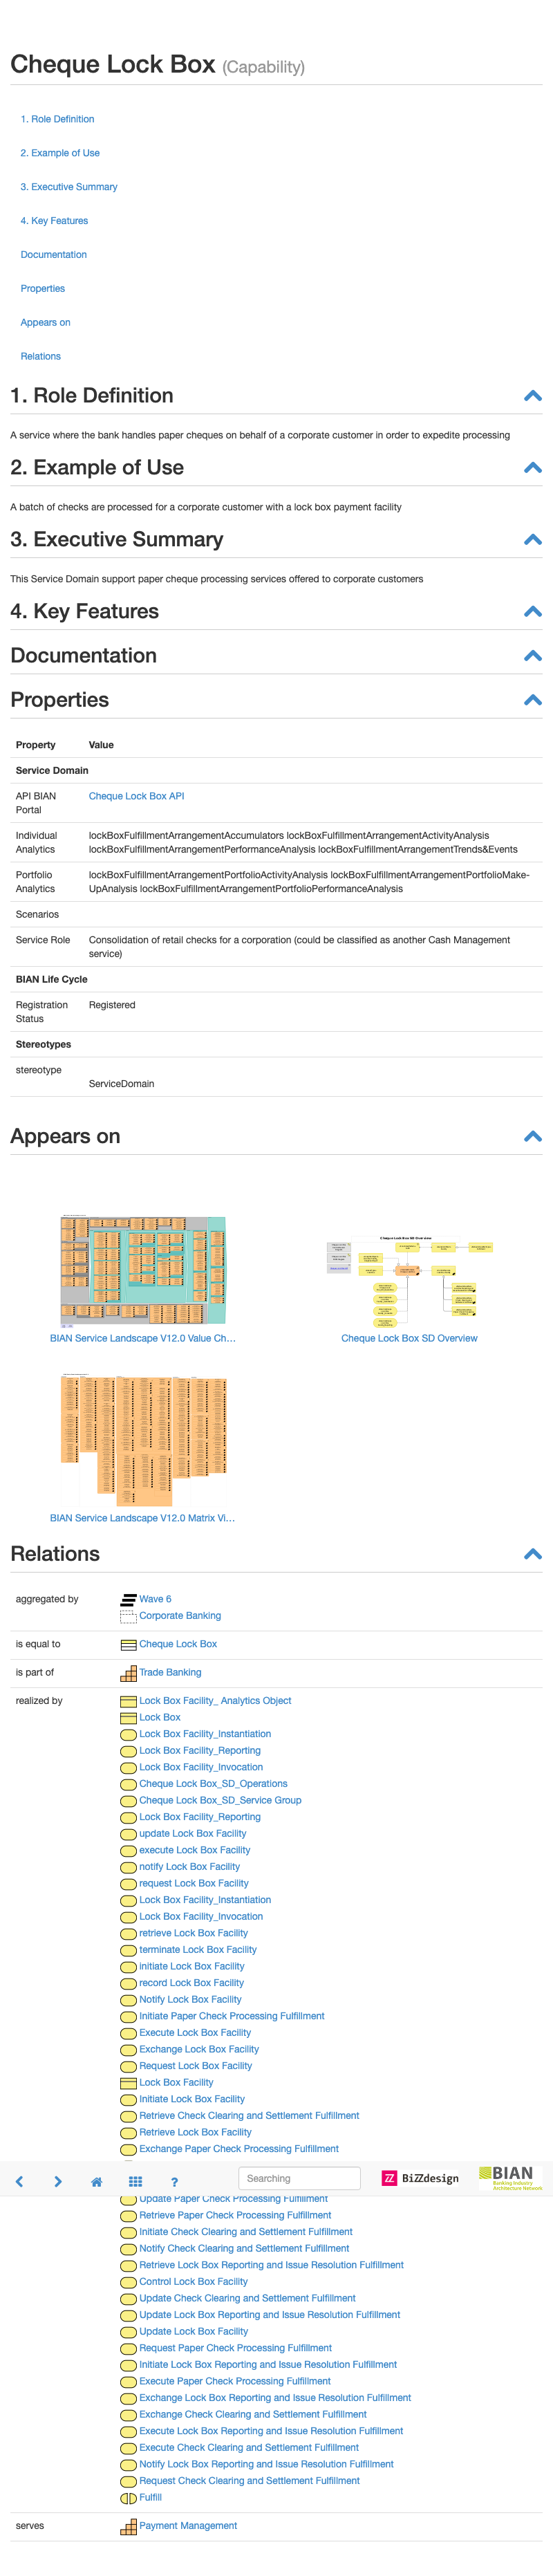 Cheque Lock Box (Capability)
1. Role Definition
2. Example of Use
3. Executive Summary
4. Key Features
Documentation
Properties
Appears on
Relations
1. Role Definition
A service where the bank handles paper cheques on behalf of a corporate customer in order to expedite processing
2. Example of Use
A batch of checks are processed for a corporate customer with a lock box payment facility
3. Executive Summary
This Service Domain support paper cheque processing services offered to corporate customers
4. Key Features
Documentation
Properties
Property Value
Service Domain
API BIAN Cheque Lock Box API
Portal
Individual lockBoxFulfillmentArrangementAccumulators lockBoxFulfillmentArrangementActivityAnalysis
Analytics lockBoxFulfillmentArrangementPerformanceAnalysis lockBoxFulfillmentArrangementTrends&Events
Portfolio lockBoxFulfillmentArrangementPortfolioActivityAnalysis lockBoxFulfillmentArrangementPortfolioMake-
Analytics UpAnalysis lockBoxFulfillmentArrangementPortfolioPerformanceAnalysis
Scenarios
Service Role Consolidation of retail checks for a corporation (could be classified as another Cash Management
service)
BIAN Life Cycle
Registration Registered
Status
Stereotypes
stereotype
ServiceDomain
Appears on
Cheque Lock Box SD Overview
BIAN Service Landscape V12.0 Value Ch... Cheque Lock Box SD Overview
BIAN Service Landscape V12.0 Matrix Vi...
Relations
aggregated by Wave 6
Corporate Banking
is equal to Cheque Lock Box
is part of Trade Banking
realized by Lock Box Facility_ Analytics Object
Lock Box
Lock Box Facility_Instantiation
Lock Box Facility_Reporting
Lock Box Facility_Invocation
Cheque Lock Box_SD_Operations
Cheque Lock Box_SD_Service Group
Lock Box Facility_Reporting
update Lock Box Facility
execute Lock Box Facility
notify Lock Box Facility
request Lock Box Facility
Lock Box Facility_Instantiation
Lock Box Facility_Invocation
retrieve Lock Box Facility
terminate Lock Box Facility
initiate Lock Box Facility
record Lock Box Facility
Notify Lock Box Facility
Initiate Paper Check Processing Fulfillment
Execute Lock Box Facility
Exchange Lock Box Facility
Request Lock Box Facility
Lock Box Facility
Initiate Lock Box Facility
Retrieve Check Clearing and Settlement Fulfillment
Retrieve Lock Box Facility
Exchange Paper Check Processing Fulfillment
? Searching ZZ BiZZdesign BIAN
Banking Industry
Architecture Network
Update Paper Check Processing Fulfillment
Retrieve Paper Check Processing Fulfillment
Initiate Check Clearing and Settlement Fulfillment
Notify Check Clearing and Settlement Fulfillment
Retrieve Lock Box Reporting and Issue Resolution Fulfillment
Control Lock Box Facility
Update Check Clearing and Settlement Fulfillment
Update Lock Box Reporting and Issue Resolution Fulfillment
Update Lock Box Facility
Request Paper Check Processing Fulfillment
Initiate Lock Box Reporting and Issue Resolution Fulfillment
Execute Paper Check Processing Fulfillment
Exchange Lock Box Reporting and Issue Resolution Fulfillment
Exchange Check Clearing and Settlement Fulfillment
Execute Lock Box Reporting and Issue Resolution Fulfillment
Execute Check Clearing and Settlement Fulfillment
Notify Lock Box Reporting and Issue Resolution Fulfillment
Request Check Clearing and Settlement Fulfillment
Fulfill
serves Payment Management